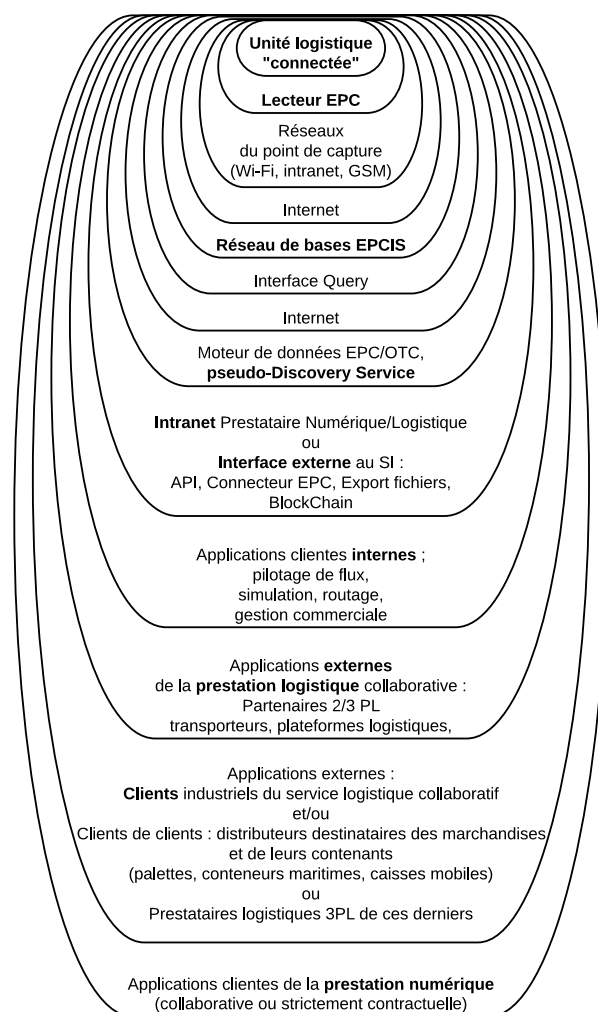 Unité logistique
"connectée"
Lecteur EPC
Réseaux
du point de capture
(Wi-Fi, intranet, GSM)
Internet
Réseau de bases EPCIS
Interface Query
Internet
Moteur de données EPC/OTC,
pseudo-Discovery Service
Intranet Prestataire Numérique/Logistique
ou
Interface externe au SI :
API, Connecteur EPC, Export fichiers,
BlockChain
Applications clientes internes ;
pilotage de flux,
simulation, routage,
gestion commerciale
Applications externes
de la prestation logistique collaborative :
Partenaires 2/3 PL
transporteurs, plateformes logistiques,
Applications externes :
Clients industriels du service logistique collaboratif
et/ou
Clients de clients : distributeurs destinataires des marchandises
et de leurs contenants
(palettes, conteneurs maritimes, caisses mobiles)
ou
Prestataires logistiques 3PL de ces derniers
Applications clientes de la prestation numérique
(collaborative ou strictement contractuelle)